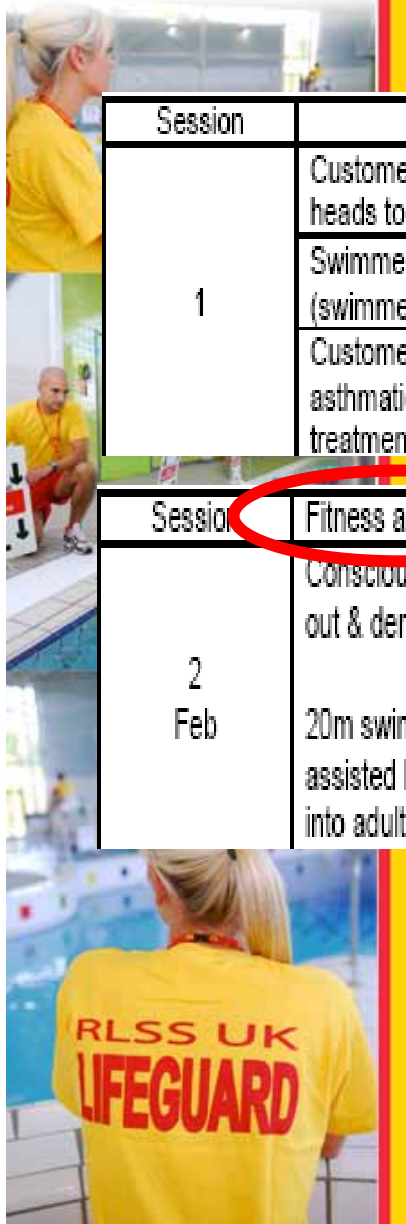 Session
1
Custome
heads to
Swimme
(swimme
Custome
asthmati
treatmen
Session
Fitness a
2
Feb
Consciou
out & der
20m swin
assisted
into adult
RLSS UK
LIFEGUARD